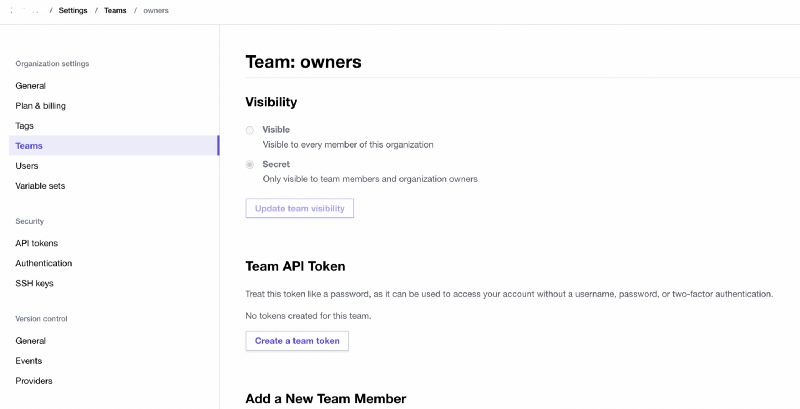 / Settings / Teams / owners
Organization settings
General
Plan & billing
Tags
Teams
Users
Variable sets
Security
API tokens
Authentication
SSH keys
Version control
General
Events
Providers
Team: owners
Visibility
Visible
Visible to every member of this organization
Secret
Only visible to team members and organization owners
Update team visibility
Team API Token
Treat this token like a password, as it can be used to access your account without a username, password, or two-factor authentication.
No tokens created for this team.
Create a team token
Add a New Team Member